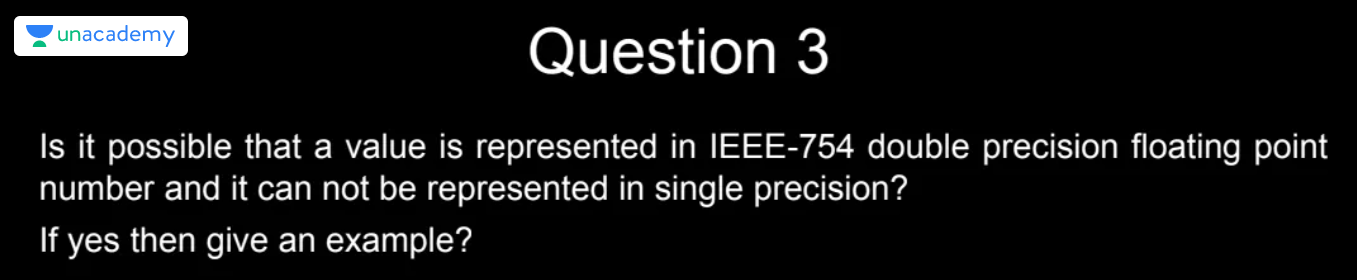 unacademy
Question 3
Is it possible that a value is represented in IEEE-754 double precision floating point
number and it can not be represented in single precision?
If yes then give an example?